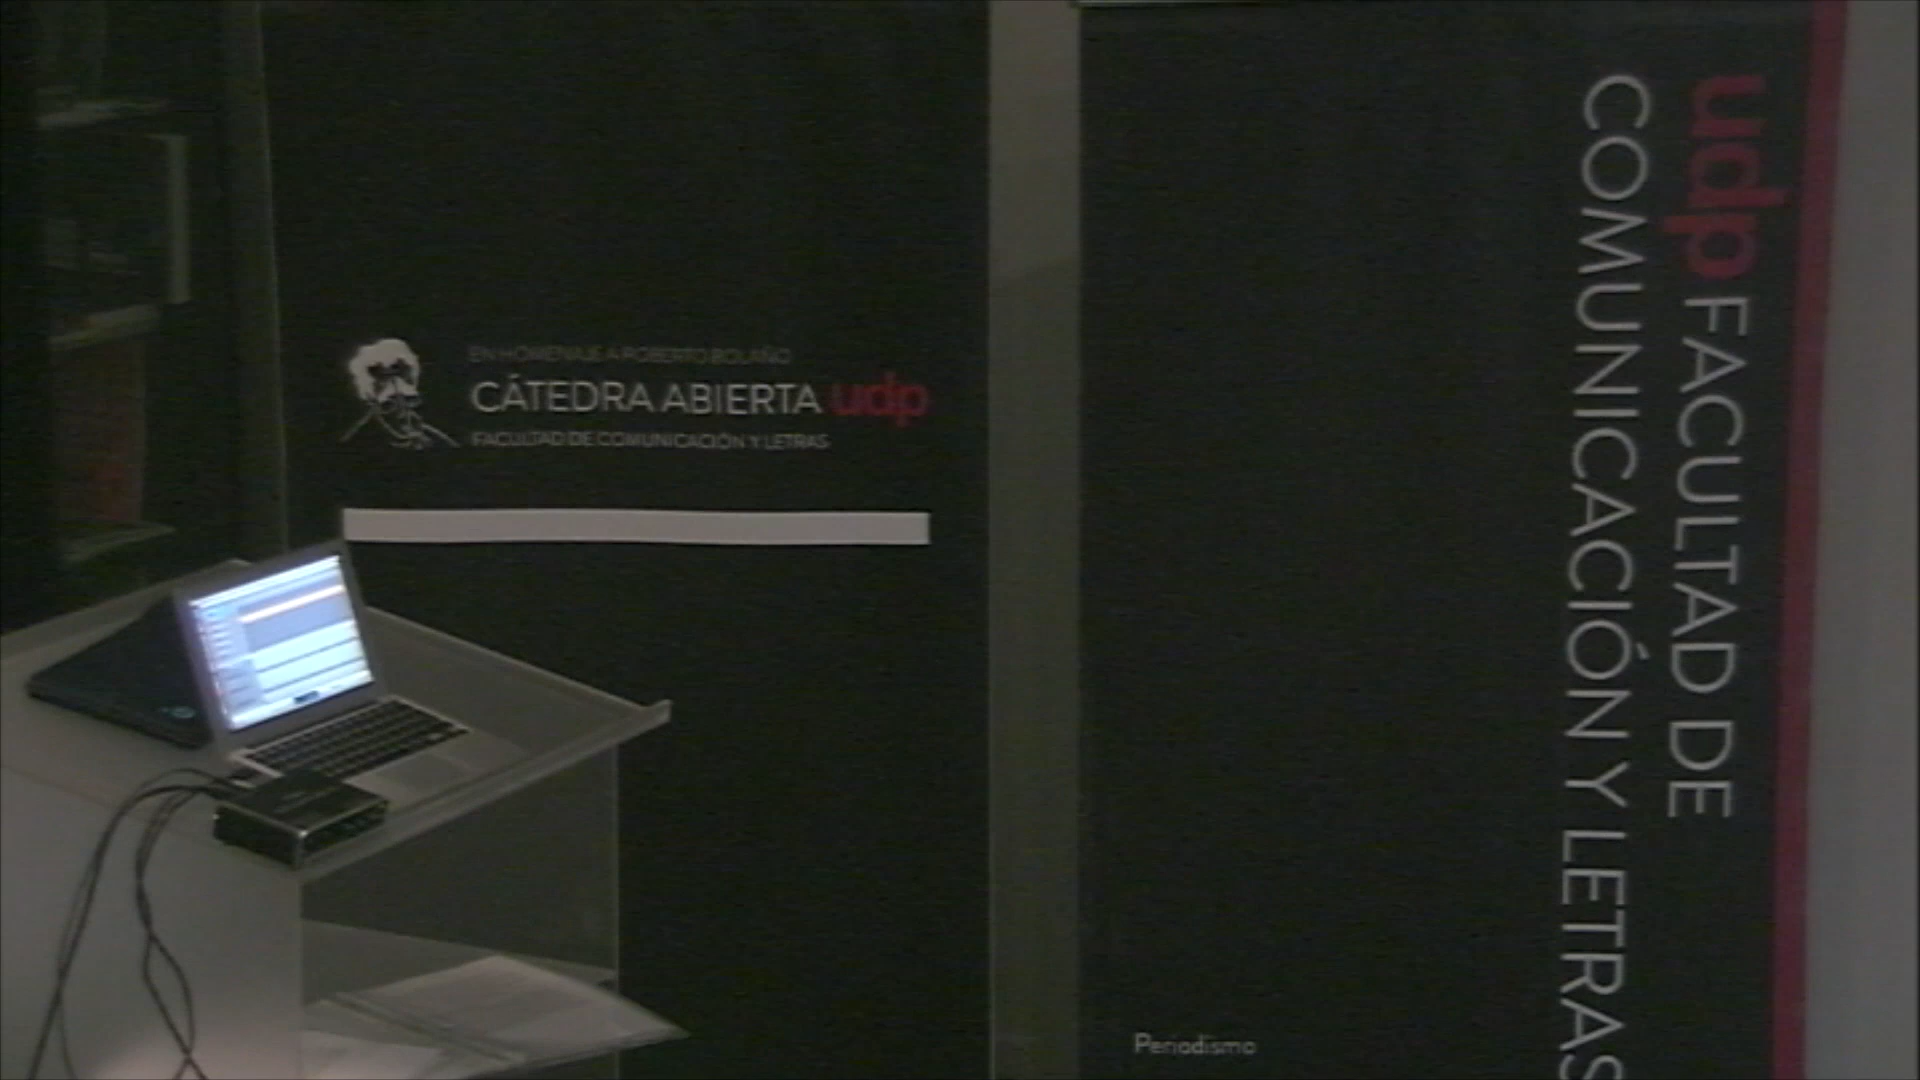 EN HOMENAJE A ROBERTO BOLAÑO
CÁTEDRA ABIERTA udp
FACULTAD DE COMUNICACIÓN Y LETRAS
udp FACULTAD DE
COMUNICACIÓN Y LETRAS
Periodismo